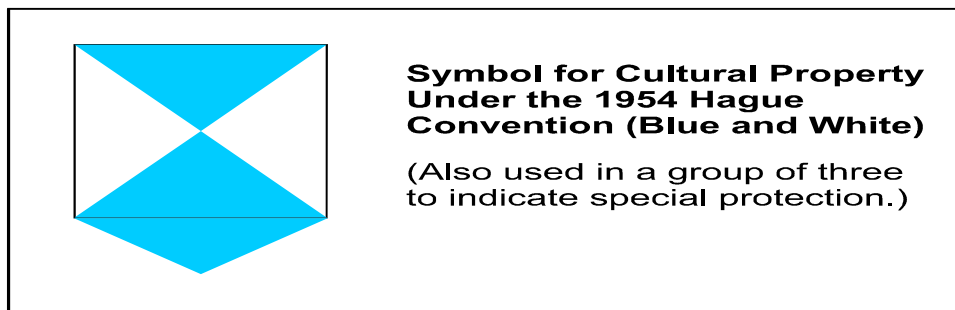 Symbol for Cultural Property
Under the 1954 Hague
Convention (Blue and White)
(Also used in a group of three
to indicate special protection.)